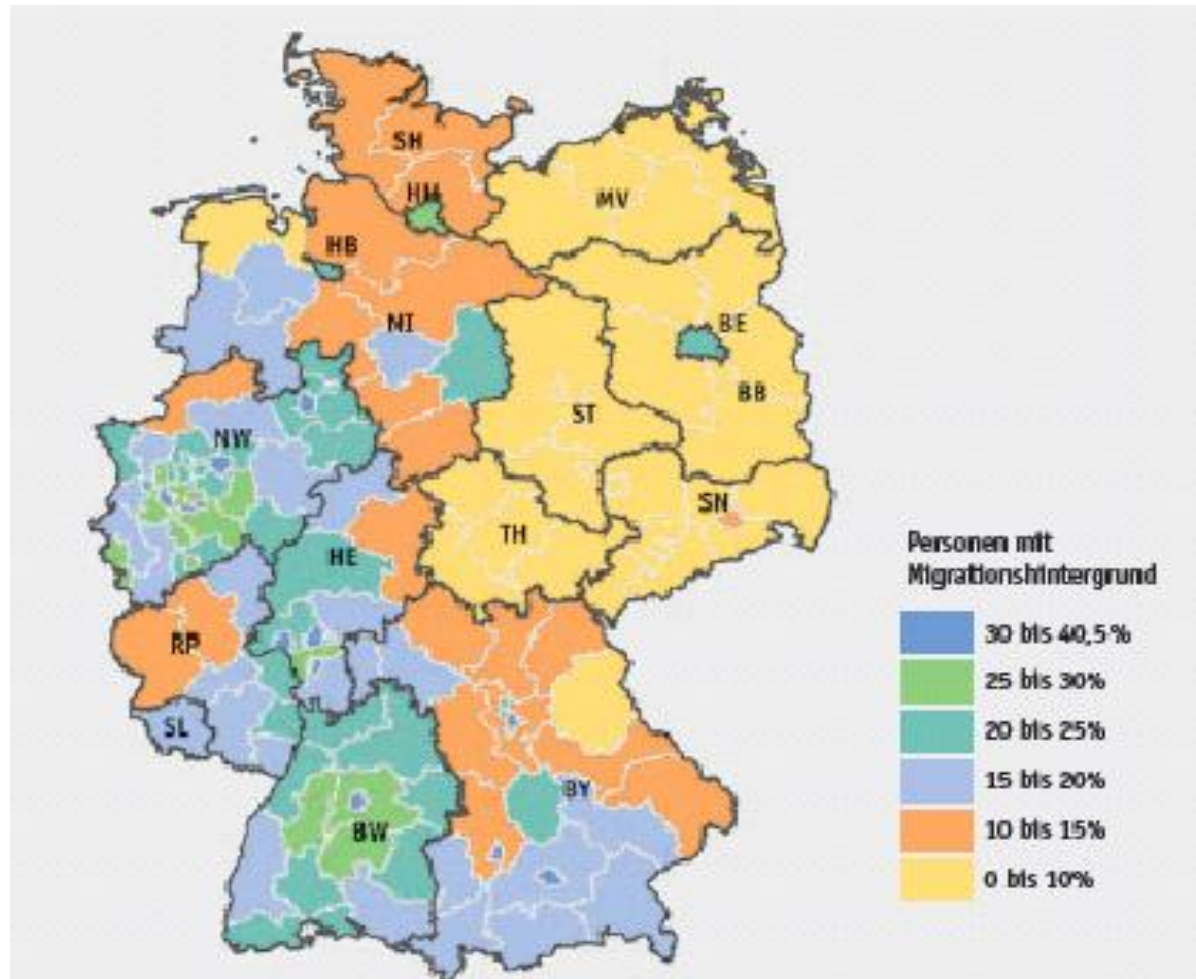 SH
HH
MV
HB
NI
BE
BB
ST
NW
SN
TH
HE
RP
SL
BY
BW
Personen mit
Migrationshintergrund
30 bis 40,5%
25 bis 30%
20 bis 25%
15 bis 20%
10 bis 15%
0 bis 10%